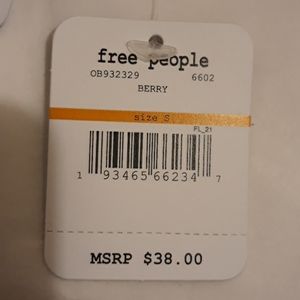 free people
OB932329 6602
BERRY
size S
FL_21
1 93465 66234 7
MSRP $38.00